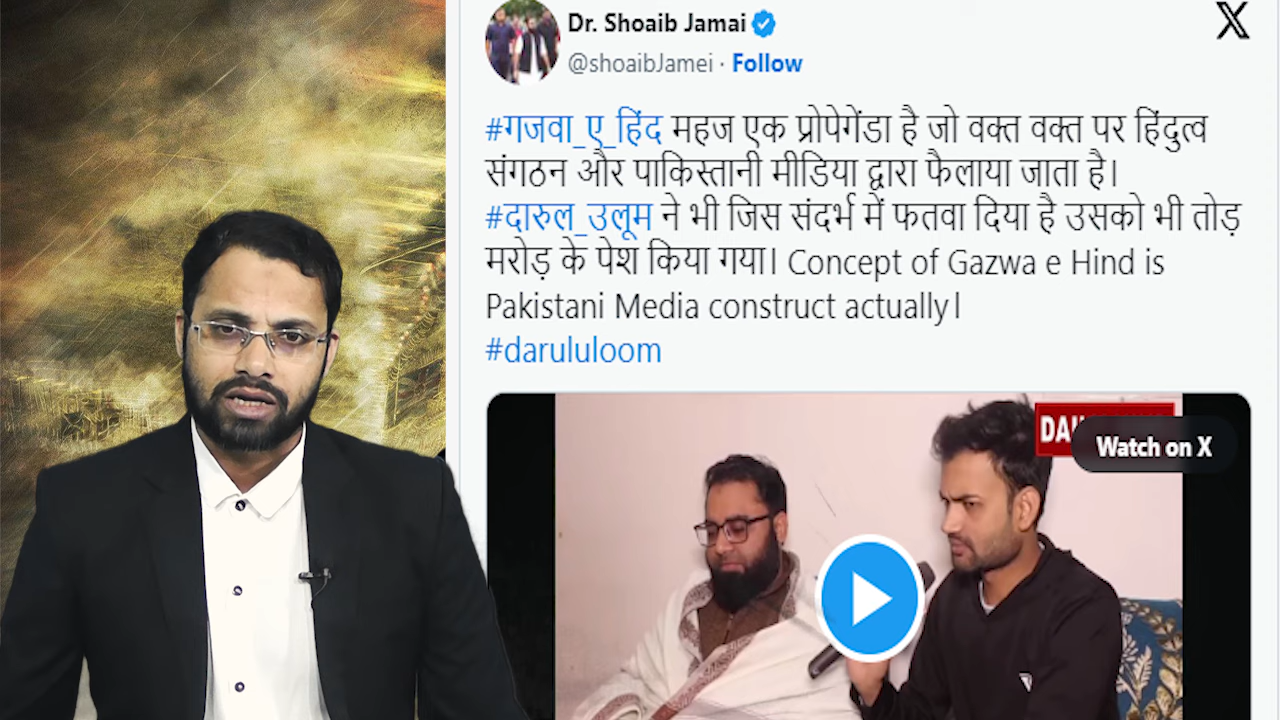 Dr. Shoaib Jamai
X
@shoaibJamei · Follow
#गजवा_ए_हिंद महज एक प्रोपेगेंडा है जो वक्त वक्त पर हिंदुत्व
संगठन और पाकिस्तानी मीडिया द्वारा फैलाया जाता है।
#दारुल_उलूम ने भी जिस संदर्भ में फतवा दिया है उसको भी तोड़
मरोड़ के पेश किया गया। Concept of Gazwa e Hind is
Pakistani Media construct actually।
#darululoom
Watch on X